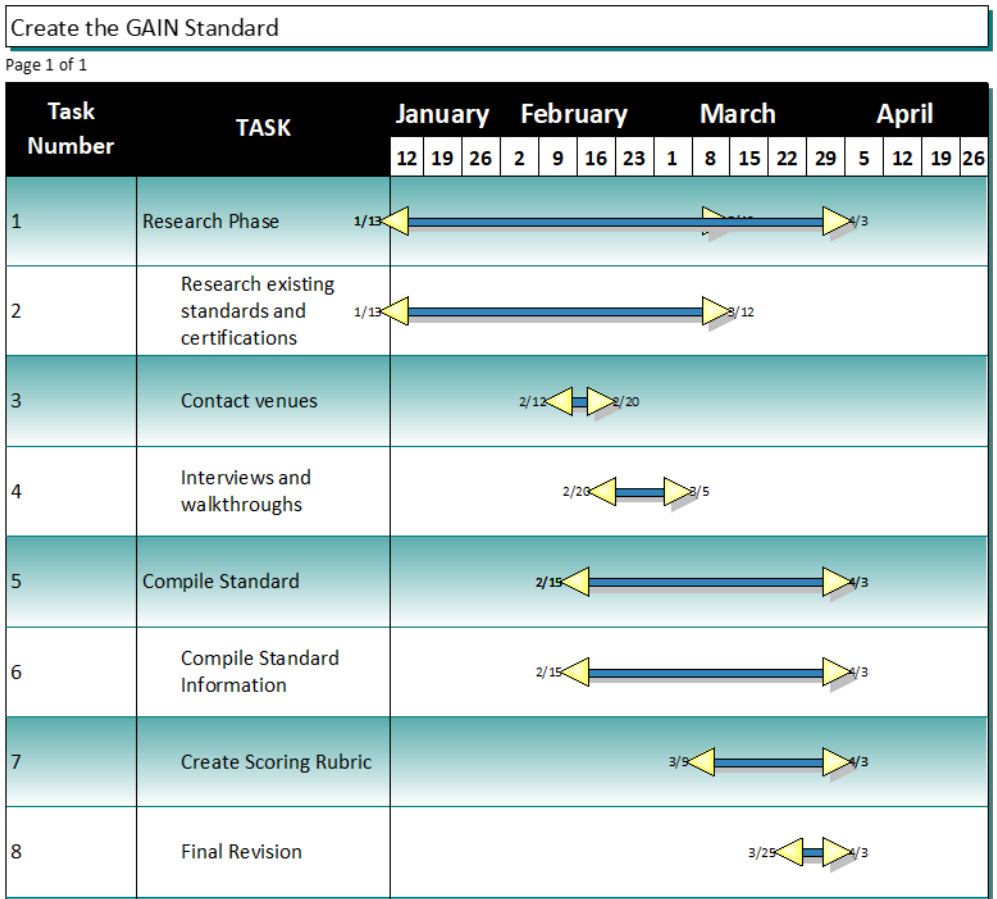 Create the GAIN Standard
Page 1 of 1
Task Number TASK January February March April
12 19 26 2 9 16 23 1 8 15 22 29 5 12 19 26
1 Research Phase 1/13 4/3
2 Research existing standards and certifications 1/13 3/12
3 Contact venues 2/12 2/20
4 Interviews and walkthroughs 2/20 3/5
5 Compile Standard 2/15 4/3
6 Compile Standard Information 2/15 4/3
7 Create Scoring Rubric 3/9 4/3
8 Final Revision 3/25 4/3